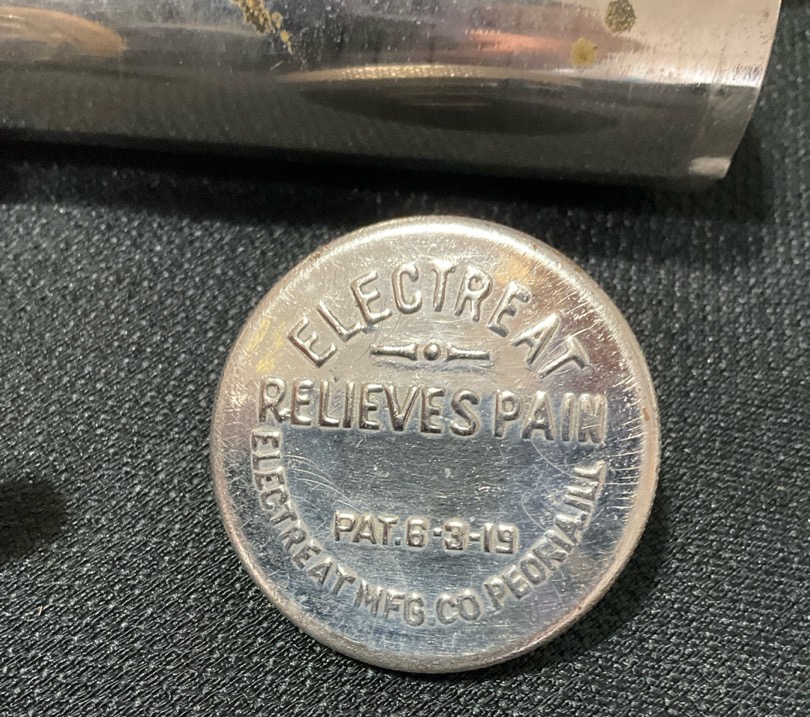 ELECTREAT
RELIEVES PAIN
PAT. 6-3-19
ELECTREAT MFG. CO PEORIA, ILL